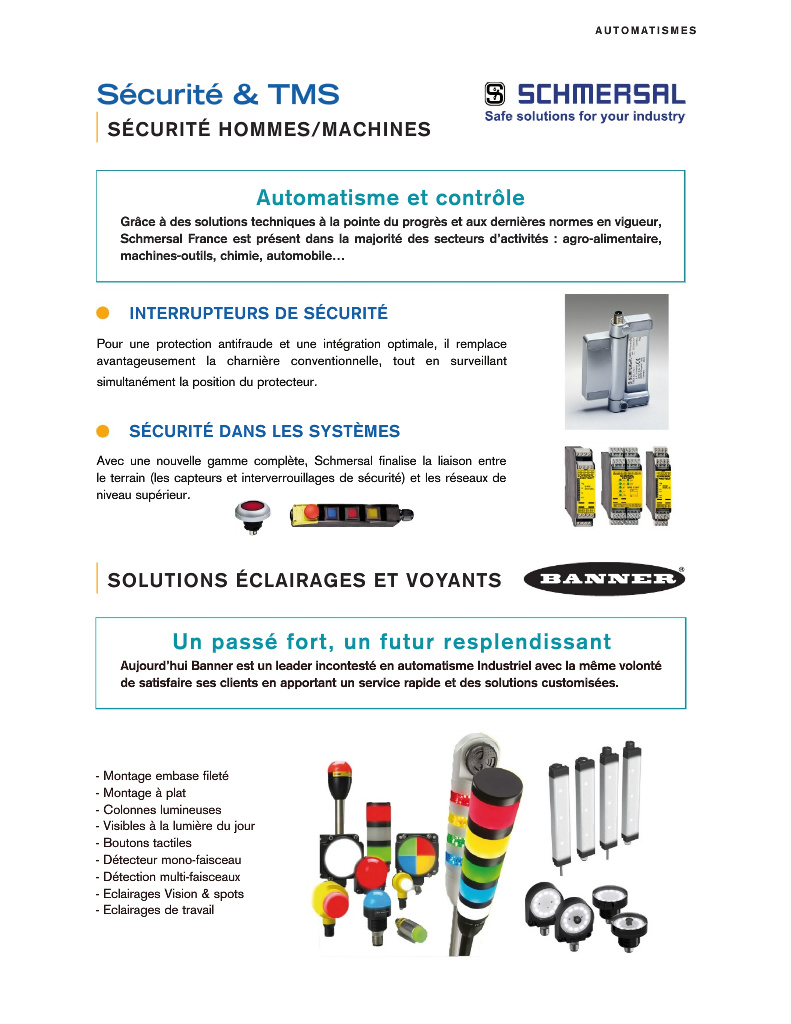 AUTOMATISMES
Sécurité & TMS
SÉCURITÉ HOMMES/MACHINES
SCHMERSAL
Safe solutions for your industry
Automatisme et contrôle
Grâce à des solutions techniques à la pointe du progrès et aux dernières normes en vigueur,
Schmersal France est présent dans la majorité des secteurs d'activités : agro-alimentaire,
machines-outils, chimie, automobile…
INTERRUPTEURS DE SÉCURITÉ
Pour une protection antifraude et une intégration optimale, il remplace
avantageusement la charnière conventionnelle, tout en surveillant
simultanément la position du protecteur.
SÉCURITÉ DANS LES SYSTÈMES
Avec une nouvelle gamme complète, Schmersal finalise la liaison entre
le terrain (les capteurs et interverrouillages de sécurité) et les réseaux de
niveau supérieur.
SOLUTIONS ÉCLAIRAGES ET VOYANTS
BANNER®
Un passé fort, un futur resplendissant
Aujourd'hui Banner est un leader incontesté en automatisme Industriel avec la même volonté
de satisfaire ses clients en apportant un service rapide et des solutions customisées.
- Montage embase fileté
- Montage à plat
- Colonnes lumineuses
- Visibles à la lumière du jour
- Boutons tactiles
- Détecteur mono-faisceau
- Détection multi-faisceaux
- Eclairages Vision & spots
- Eclairages de travail